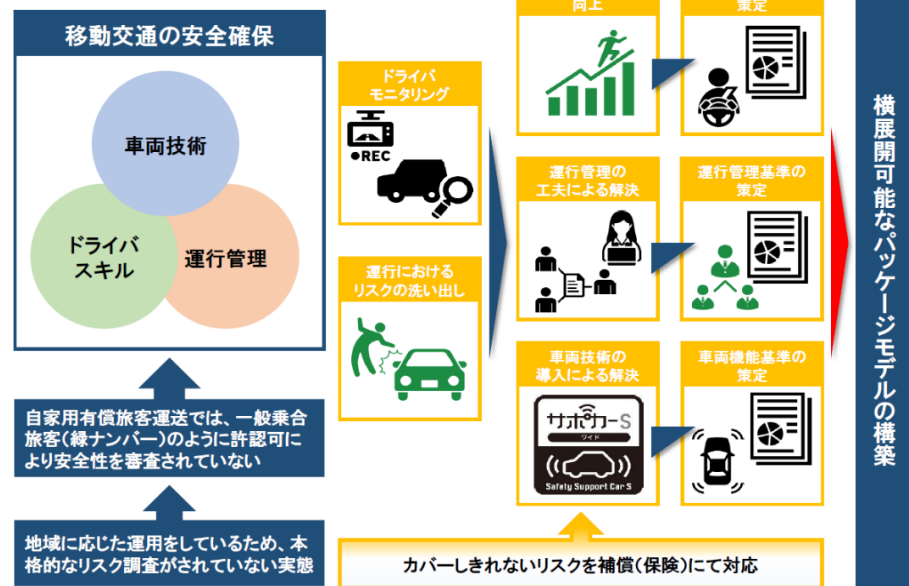 移動交通の安全確保
車両技術
ドライバ
スキル
運行管理
自家用有償旅客運送では、一般乗合
旅客(緑ナンバー)のように許認可に
より安全性を審査されていない
地域に応じた運用をしているため、本
格的なリスク調査がされていない実態
ドライバ
モニタリング
●REC
運行における
リスクの洗い出し
向上
策定
運行管理の
工夫による解決
運行管理基準の
策定
車両技術の
導入による解決
サポカーS
ワイド
Safety Support Car S
車両機能基準の
策定
カバーしきれないリスクを補償(保険)にて対応
横展開可能なパッケージモデルの構築